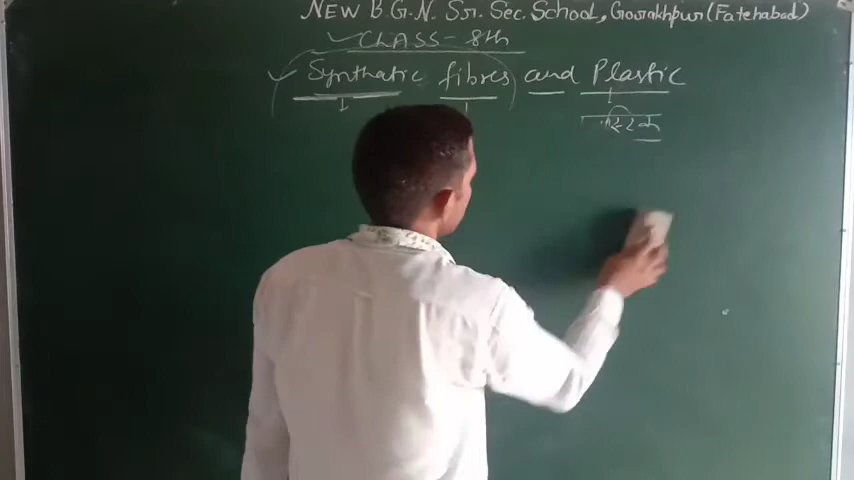 NEW B.G.N. Sr. Sec. School, Gorakhpur (Fatehabad)
CLASS - 8th
Synthatic fibres and Plastic